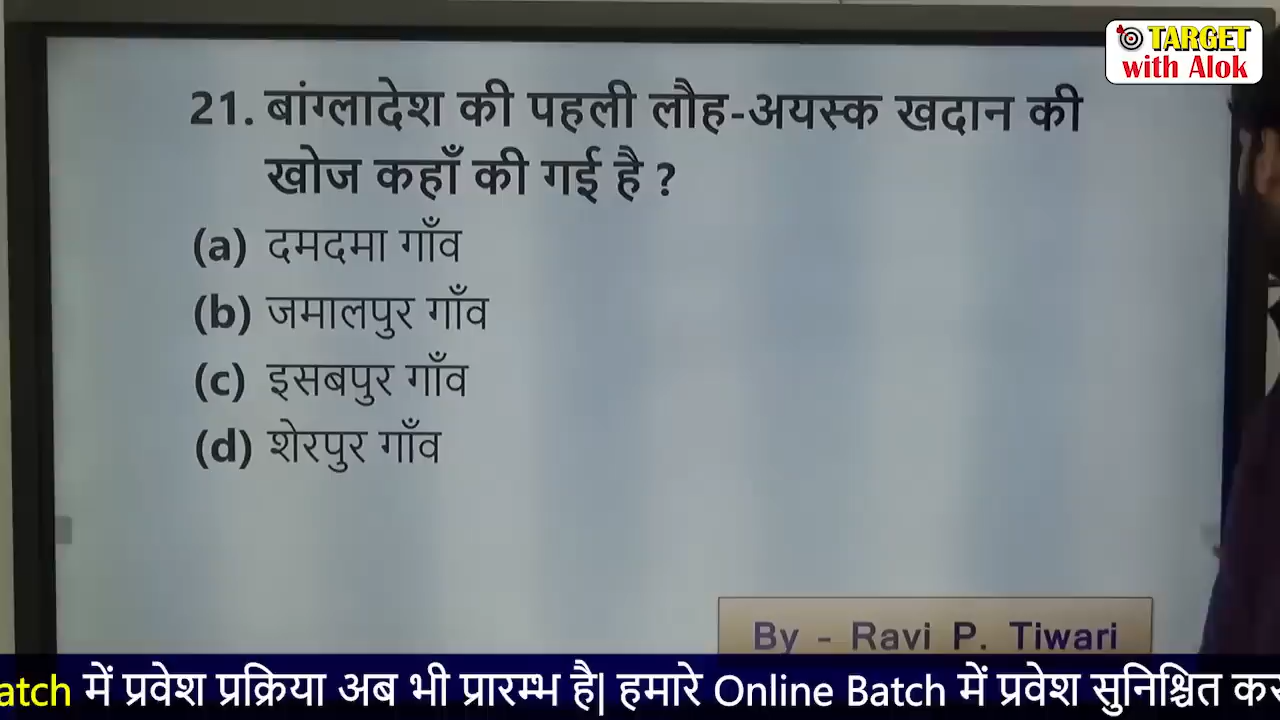 TARGET
with Alok
21. बांग्लादेश की पहली लौह-अयस्क खदान की
खोज कहाँ की गई है ?
(a) दमदमा गाँव
(b) जमालपुर गाँव
(c) इसबपुर गाँव
(d) शेरपुर गाँव
By - Ravi P. Tiwari
में प्रवेश प्रक्रिया अब भी प्रारम्भ है| हमारे Online Batch में प्रवेश सुनिश्चित